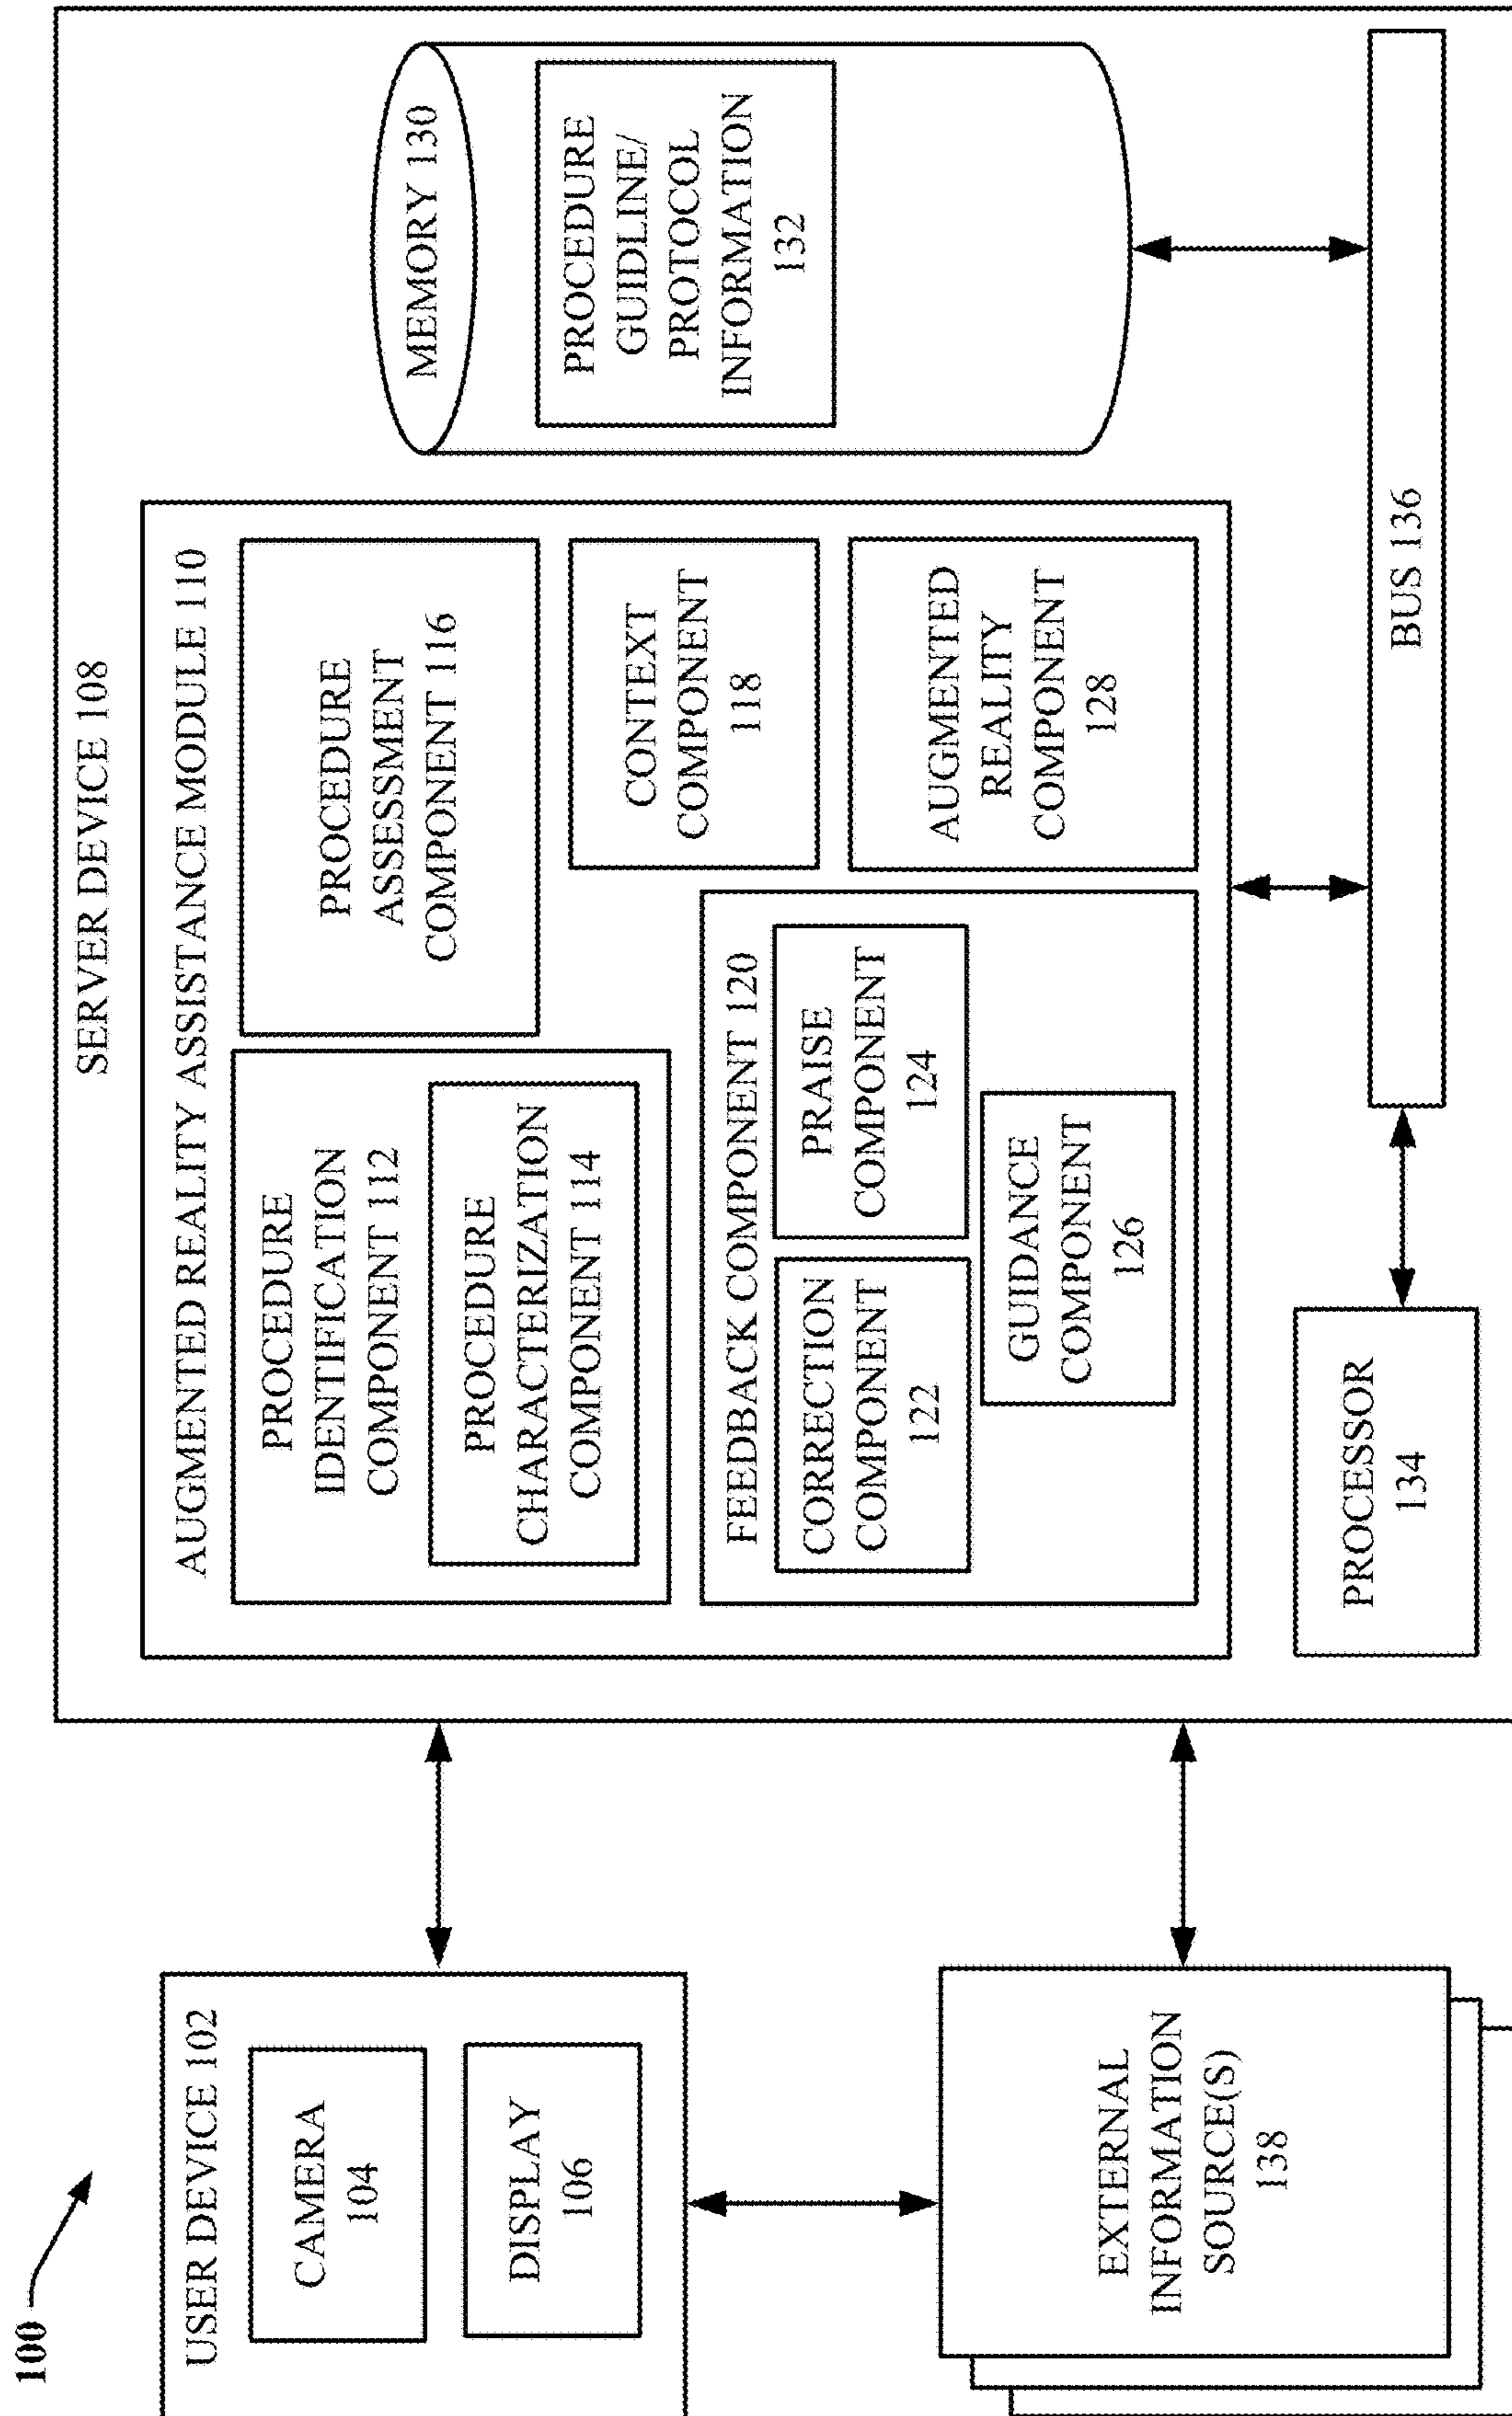 100
USER DEVICE 102
CAMERA
104
DISPLAY
106
EXTERNAL
INFORMATION
SOURCE(S)
138
SERVER DEVICE 108
AUGMENTED REALITY ASSISTANCE MODULE 110
PROCEDURE
IDENTIFICATION
COMPONENT 112
PROCEDURE
CHARACTERIZATION
COMPONENT 114
PROCEDURE
ASSESSMENT
COMPONENT 116
CONTEXT
COMPONENT
118
FEEDBACK COMPONENT 120
CORRECTION
COMPONENT
122
PRAISE
COMPONENT
124
GUIDANCE
COMPONENT
126
AUGMENTED
REALITY
COMPONENT
128
MEMORY 130
PROCEDURE
GUIDLINE/
PROTOCOL
INFORMATION
132
PROCESSOR
134
BUS 136